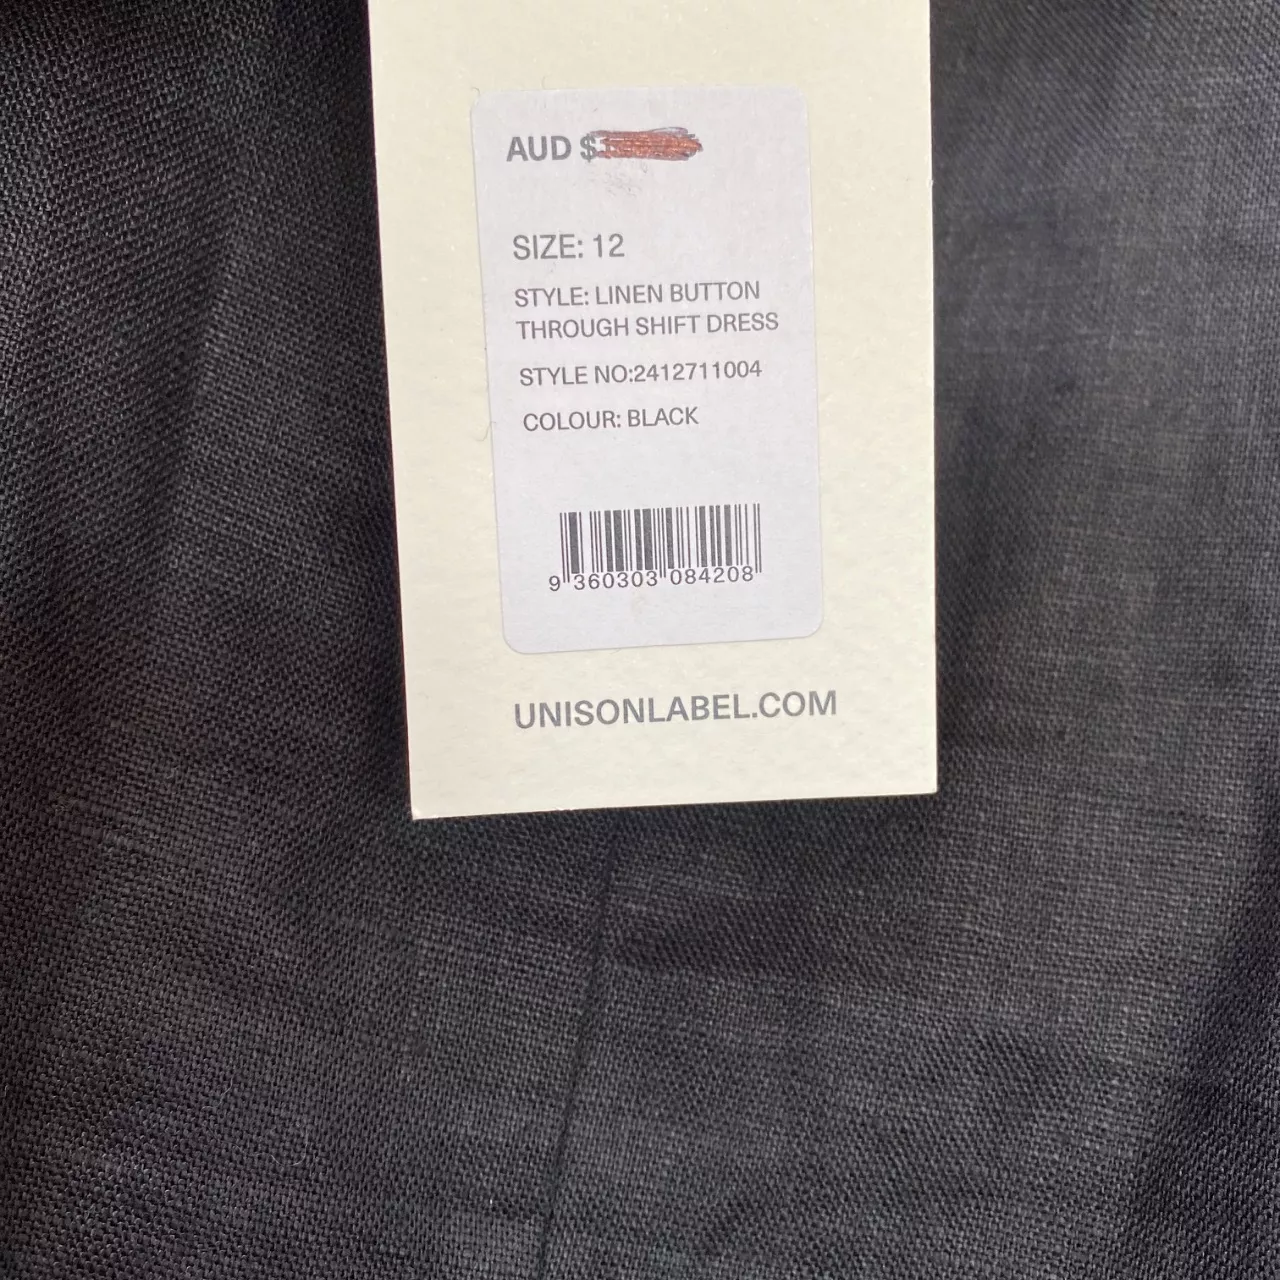 AUD $
SIZE: 12
STYLE: LINEN BUTTON
THROUGH SHIFT DRESS
STYLE NO:2412711004
COLOUR: BLACK
9 360303 084208
UNISONLABEL.COM